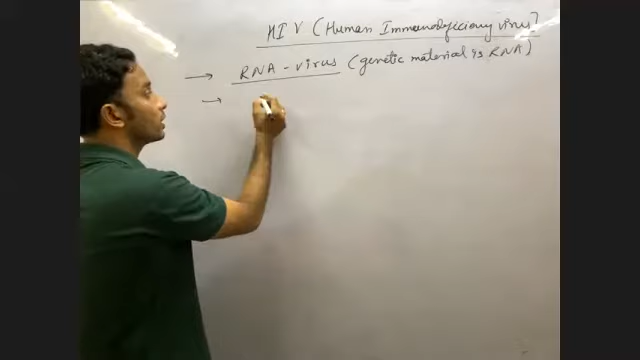 HIV (Human Immunodeficiency virus)
→ RNA - virus (genetic material is RNA)
→